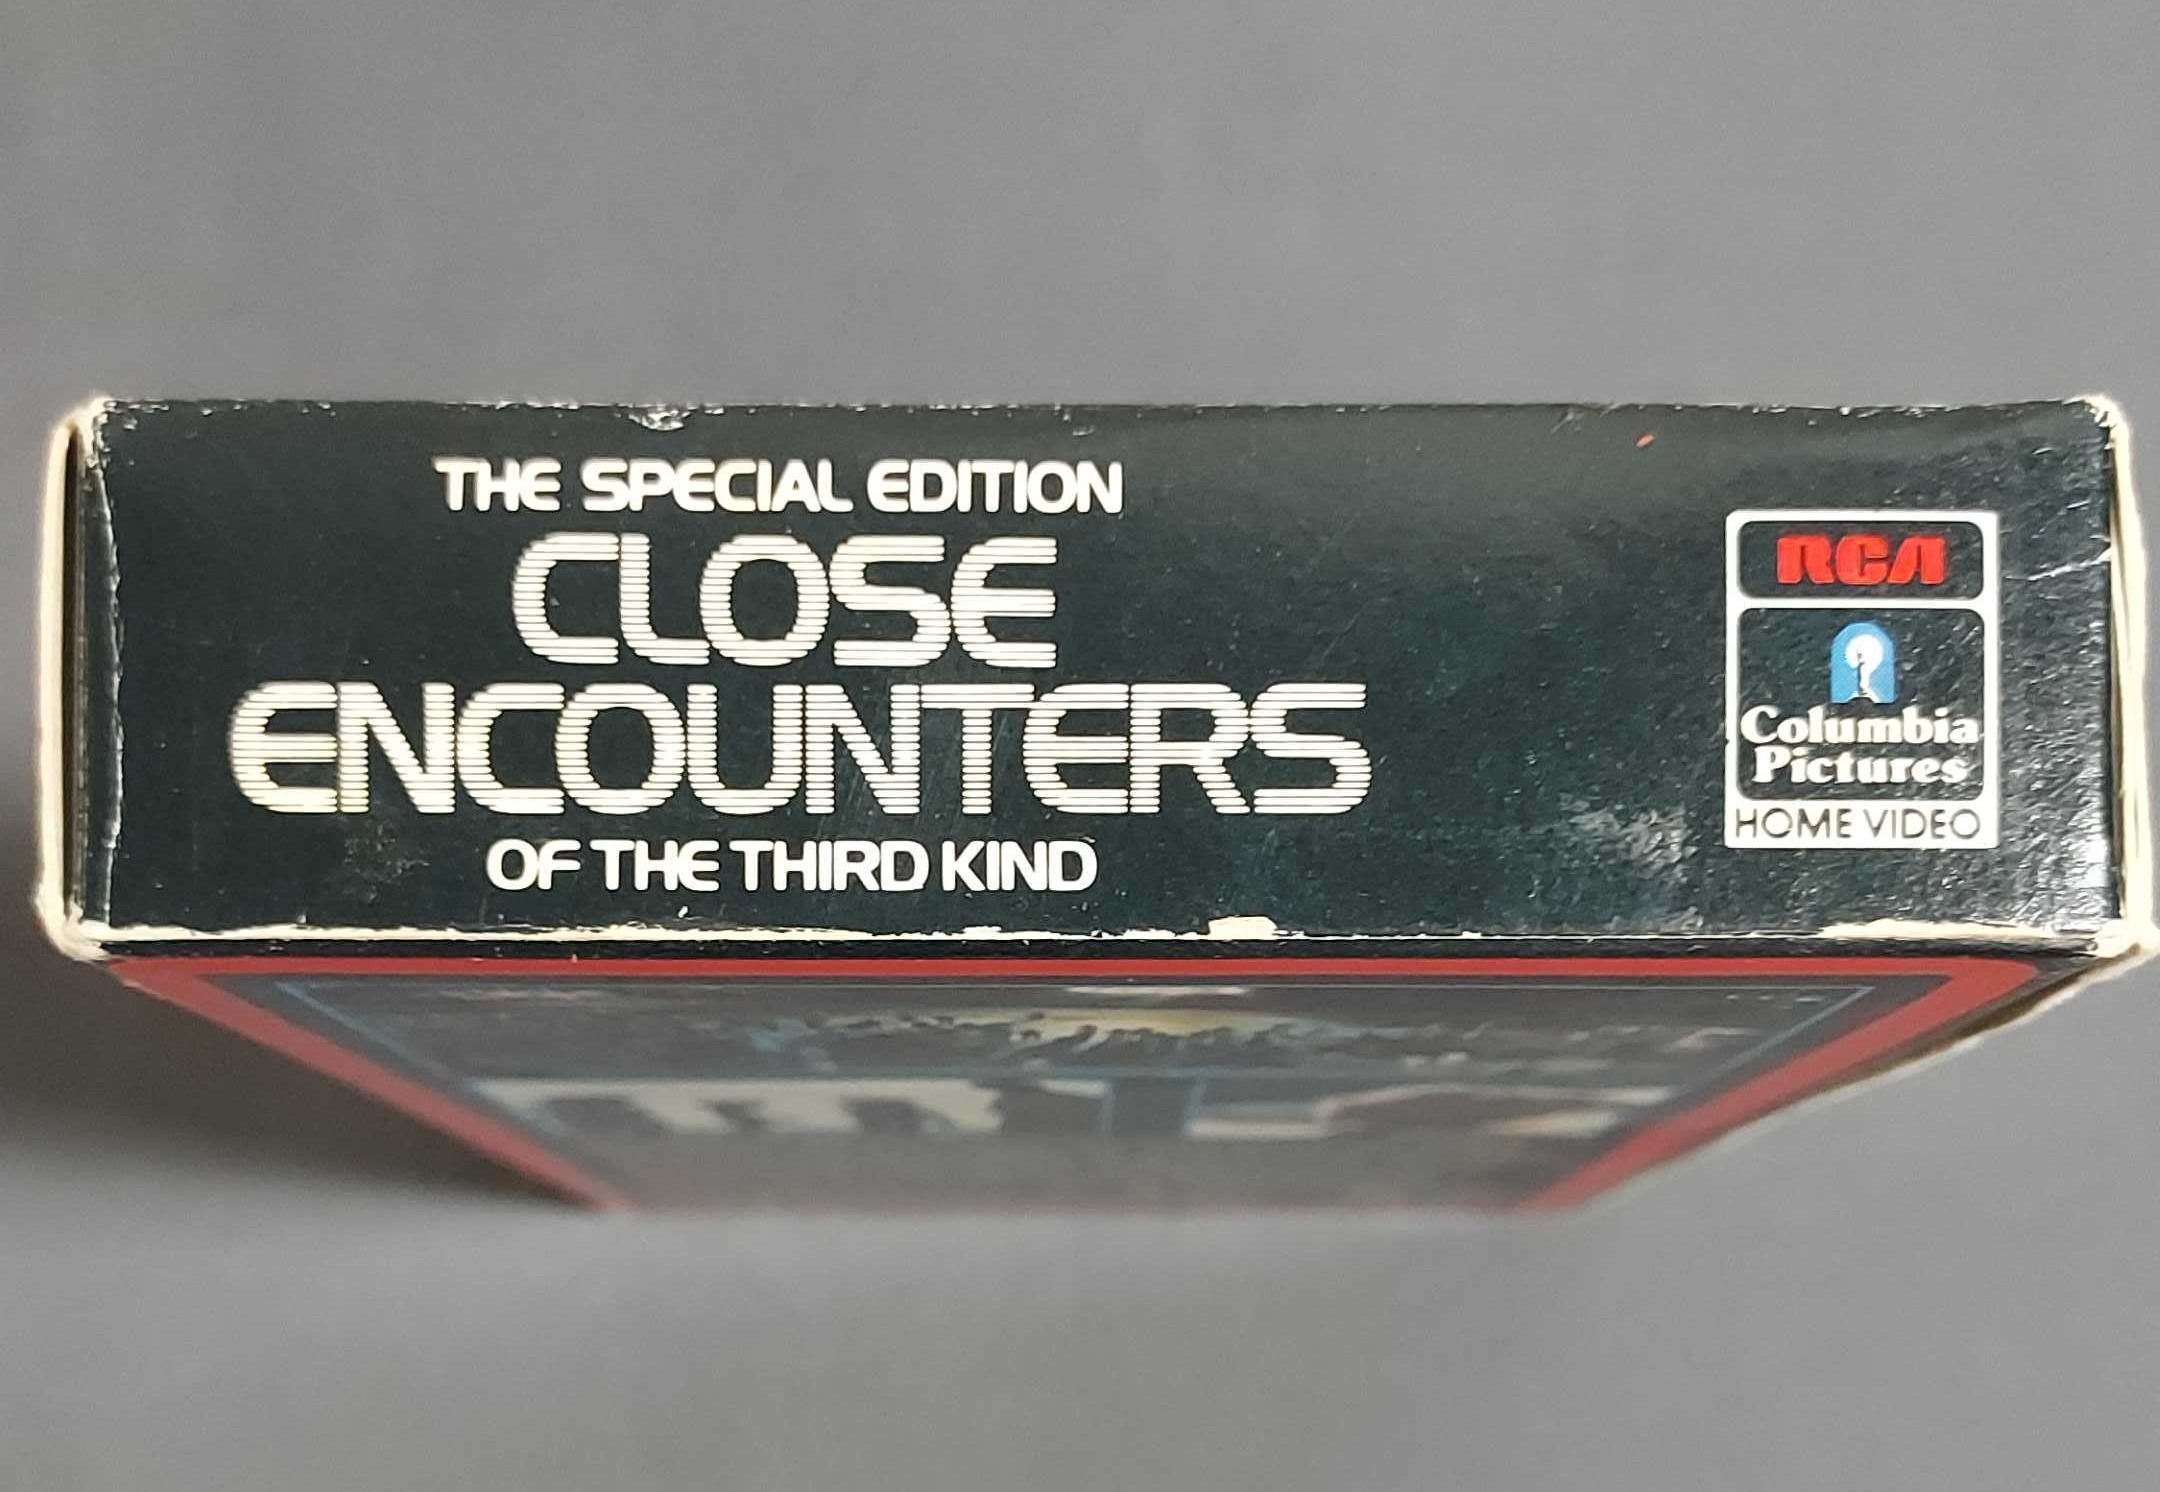 THE SPECIAL EDITION
CLOSE
ENCOUNTERS
OF THE THIRD KIND
RCA
Columbia
Pictures
HOME VIDEO